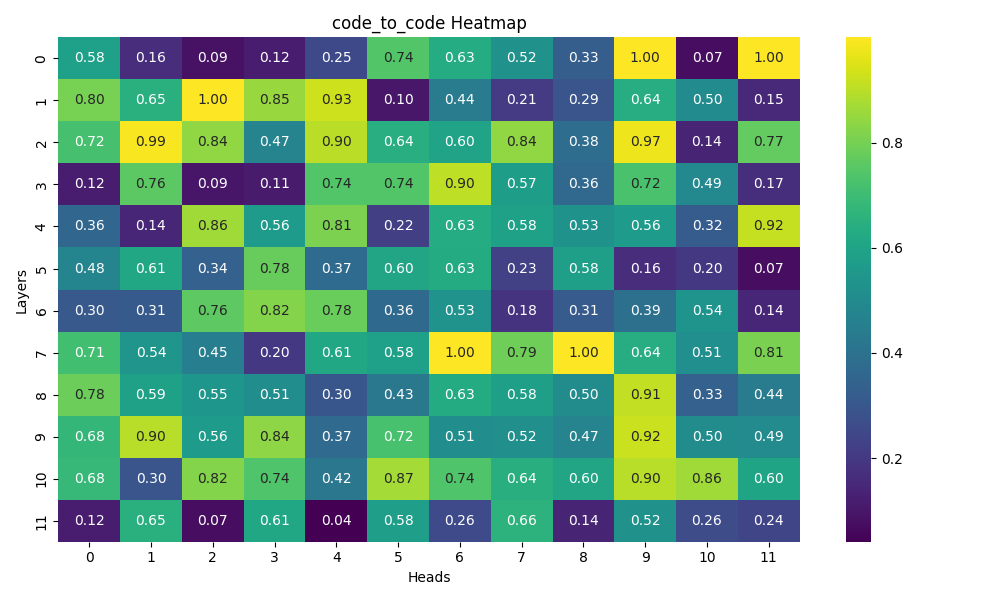 code_to_code Heatmap
0 0.58 0.16 0.09 0.12 0.25 0.74 0.63 0.52 0.33 1.00 0.07 1.00
1 0.80 0.65 1.00 0.85 0.93 0.10 0.44 0.21 0.29 0.64 0.50 0.15
2 0.72 0.99 0.84 0.47 0.90 0.64 0.60 0.84 0.38 0.97 0.14 0.77
3 0.12 0.76 0.09 0.11 0.74 0.74 0.90 0.57 0.36 0.72 0.49 0.17
4 0.36 0.14 0.86 0.56 0.81 0.22 0.63 0.58 0.53 0.56 0.32 0.92
5 0.48 0.61 0.34 0.78 0.37 0.60 0.63 0.23 0.58 0.16 0.20 0.07
6 0.30 0.31 0.76 0.82 0.78 0.36 0.53 0.18 0.31 0.39 0.54 0.14
7 0.71 0.54 0.45 0.20 0.61 0.58 1.00 0.79 1.00 0.64 0.51 0.81
8 0.78 0.59 0.55 0.51 0.30 0.43 0.63 0.58 0.50 0.91 0.33 0.44
9 0.68 0.90 0.56 0.84 0.37 0.72 0.51 0.52 0.47 0.92 0.50 0.49
10 0.68 0.30 0.82 0.74 0.42 0.87 0.74 0.64 0.60 0.90 0.86 0.60
11 0.12 0.65 0.07 0.61 0.04 0.58 0.26 0.66 0.14 0.52 0.26 0.24
0 1 2 3 4 5 6 7 8 9 10 11
Heads
Layers
0.8
0.6
0.4
0.2